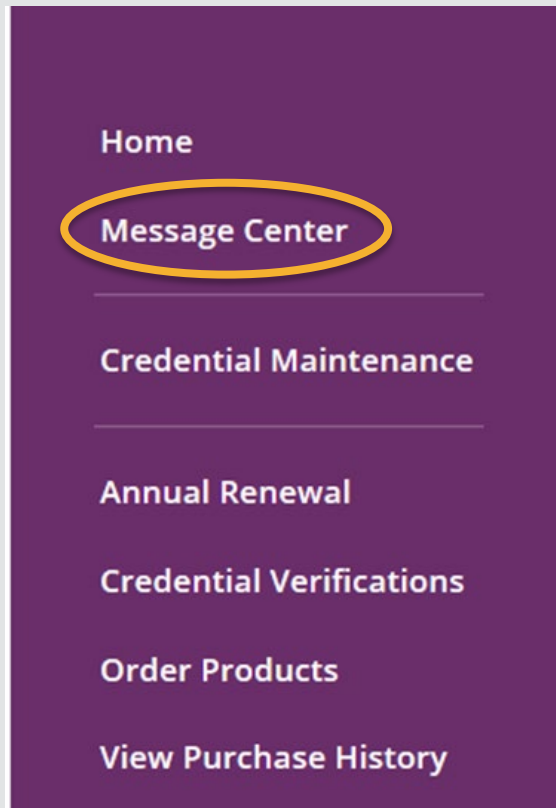 Home
Message Center
Credential Maintenance
Annual Renewal
Credential Verifications
Order Products
View Purchase History